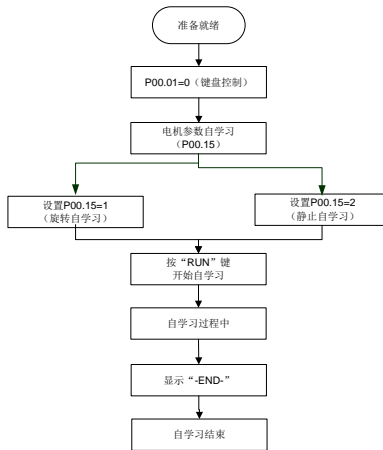 准备就绪
P00.01=0（键盘控制）
电机参数自学习
（P00.15）
设置P00.15=1
（旋转自学习）
设置P00.15=2
（静止自学习）
按“RUN”键
开始自学习
自学习过程中
显示“-END-”
自学习结束